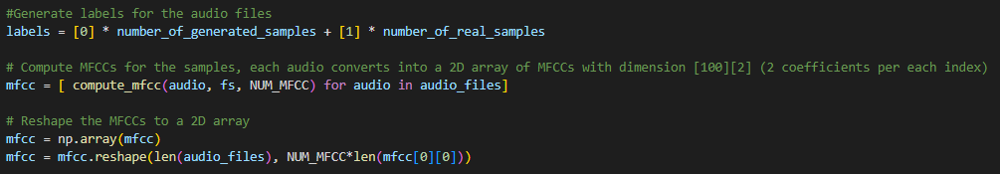 #Generate labels for the audio files
labels = [0] * number_of_generated_samples + [1] * number_of_real_samples
# Compute MFCCs for the samples, each audio converts into a 2D array of MFCCs with dimension [100][2] (2 coefficients per each index)
mfcc = [ compute_mfcc(audio, fs, NUM_MFCC) for audio in audio_files]
# Reshape the MFCCs to a 2D array
mfcc = np.array(mfcc)
mfcc = mfcc.reshape(len(audio_files), NUM_MFCC*len(mfcc[0][0]))